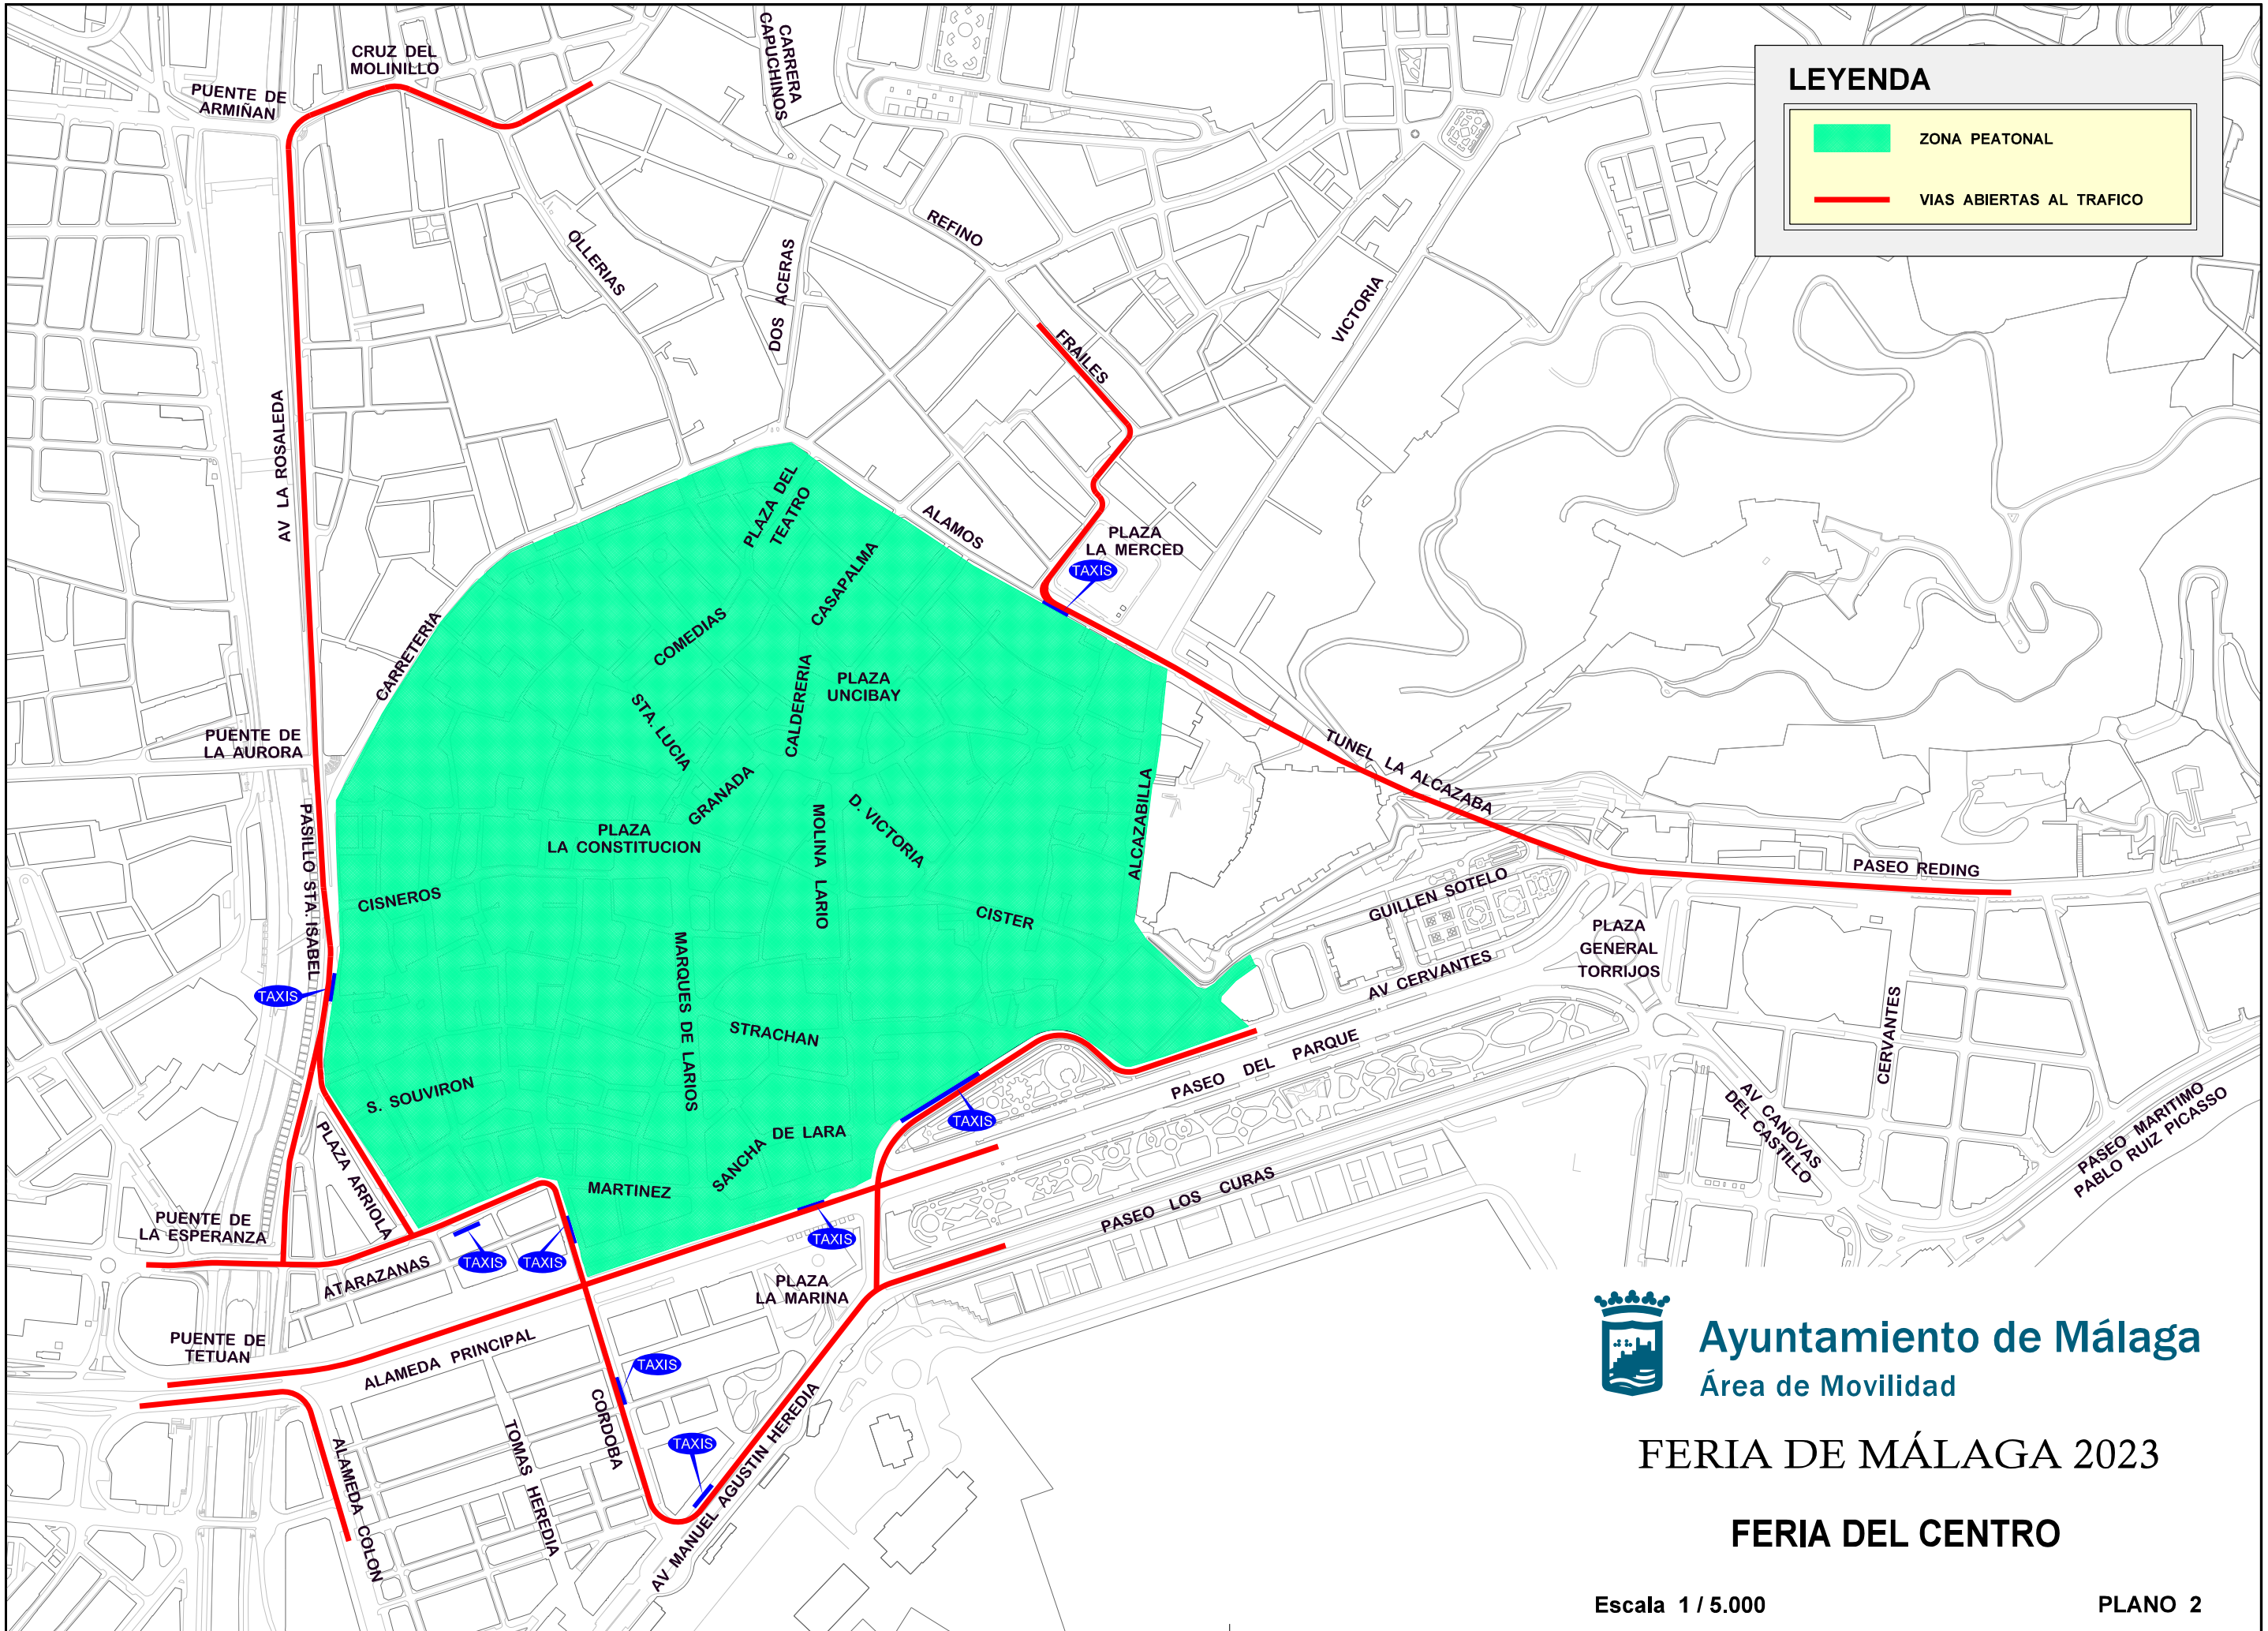 CRUZ DEL
MOLINILLO
PUENTE DE
ARMIÑAN
CARRERA
CAPUCHINOS
LEYENDA
ZONA PEATONAL
VIAS ABIERTAS AL TRAFICO
REFINO
OLLERIAS
DOS ACERAS
VICTORIA
FRAILES
AV LA ROSALEDA
PLAZA DEL
TEATRO
ALAMOS
PLAZA
LA MERCED
TAXIS
CASAPALMA
COMEDIAS
CARRETERIA
CALDERERIA
PLAZA
UNCIBAY
STA. LUCIA
PUENTE DE
LA AURORA
TUNEL LA ALCAZABA
GRANADA
ALCAZABILLA
PASILLO STA. ISABEL
PLAZA
LA CONSTITUCION
MOLINA LARIO
D. VICTORIA
PASEO REDING
CISNEROS
GUILLEN SOTELO
CISTER
PLAZA
GENERAL
TORRIJOS
MARQUES DE LARIOS
AV CERVANTES
TAXIS
CERVANTES
STRACHAN
PASEO DEL PARQUE
S. SOUVIRON
TAXIS
AV CANOVAS
DEL CASTILLO
PASEO MARITIMO
PABLO RUIZ PICASSO
PLAZA ARRIOLA
SANCHA DE LARA
MARTINEZ
PASEO LOS CURAS
PUENTE DE
LA ESPERANZA
TAXIS
TAXIS
TAXIS
ATARAZANAS
PLAZA
LA MARINA
PUENTE DE
TETUAN
ALAMEDA PRINCIPAL
TAXIS
CORDOBA
TOMAS HEREDIA
TAXIS
ALAMEDA COLON
AV MANUEL AGUSTIN HEREDIA
Ayuntamiento de Málaga
Área de Movilidad
FERIA DE MÁLAGA 2023
FERIA DEL CENTRO
Escala 1 / 5.000
PLANO 2